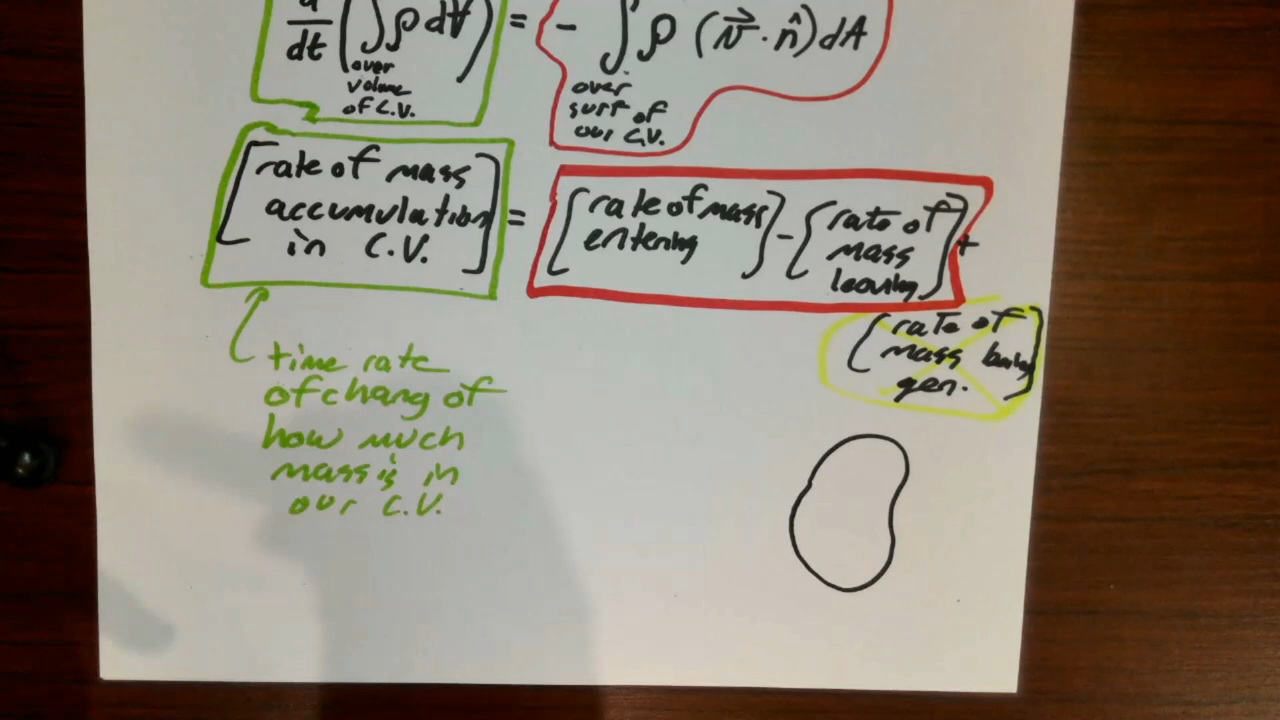 d/dt (∫ρ dV) = - ∫ρ (v⃗ · n̂) dA
over
volume
of C.V.
over
surf of
our C.V.
[rate of mass
accumulation
in C.V.] =
[rate of mass
entering] -
[rate of
mass
leaving] +
[rate of
mass being
gen.]
time rate
of chang of
how much
mass is in
our C.V.